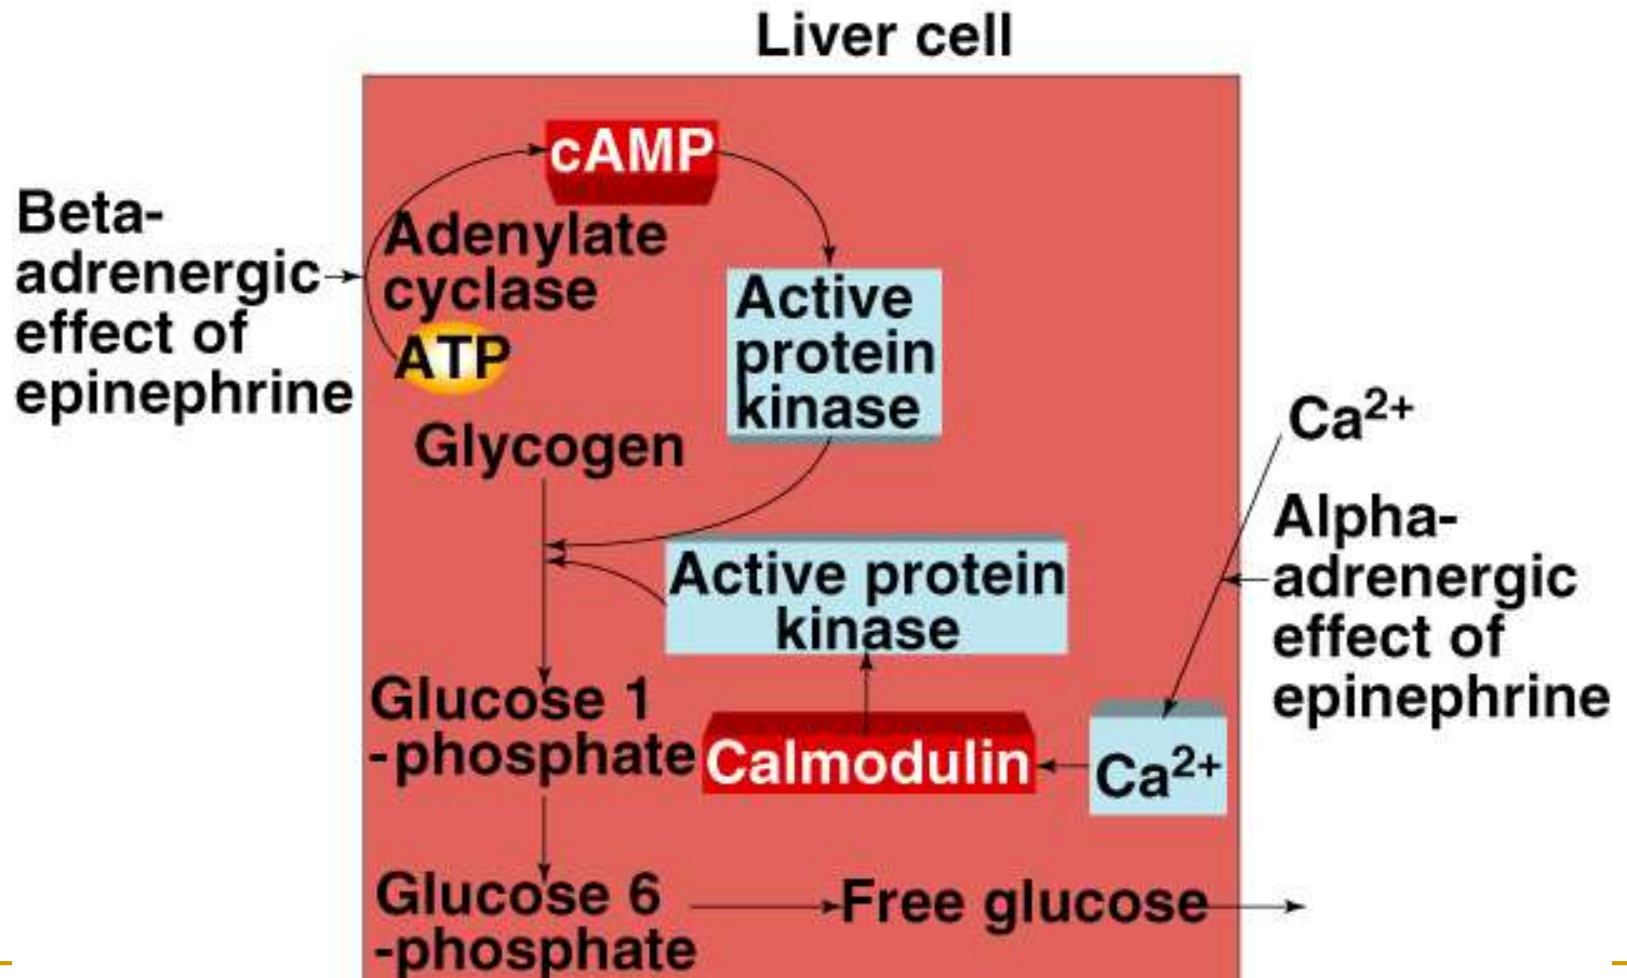 Liver cell
cAMP
Beta-
adrenergic
effect of
epinephrine
Adenylate
cyclase
ATP
Active
protein
kinase
Glycogen
Ca²⁺
Alpha-
adrenergic
effect of
epinephrine
Active protein
kinase
Glucose 1
-phosphate
Calmodulin
Ca²⁺
Glucose 6
-phosphate
Free glucose